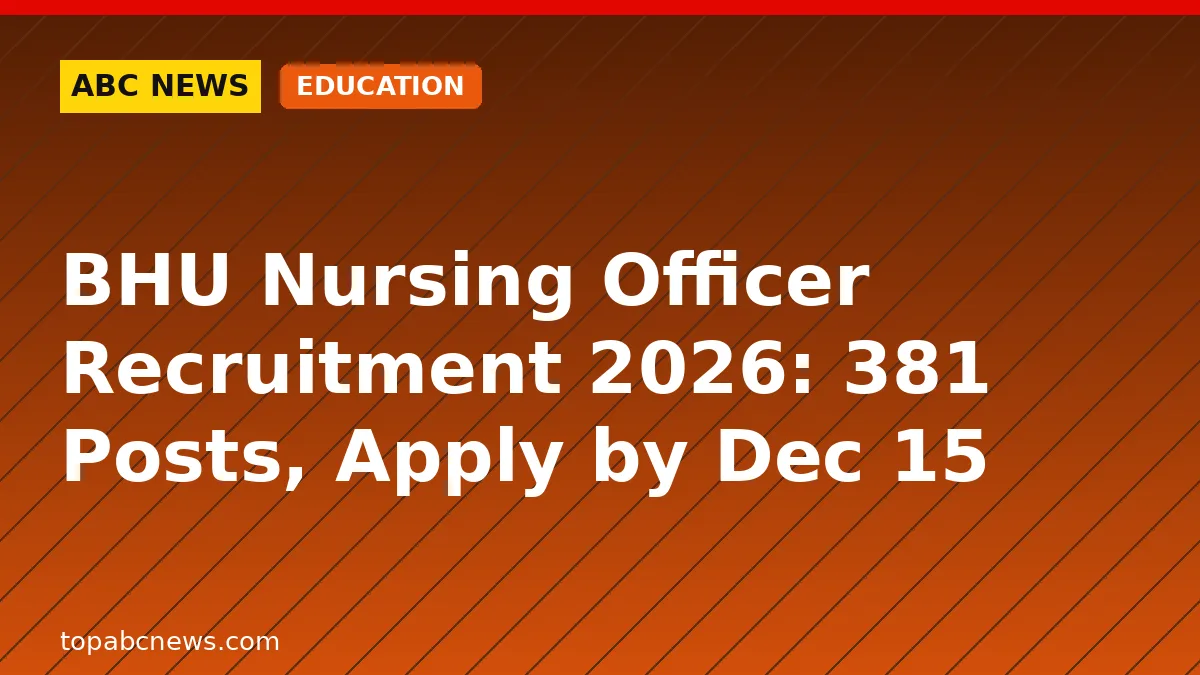 ABC NEWS
EDUCATION
BHU Nursing Officer
Recruitment 2026: 381
Posts, Apply by Dec 15
topabcnews.com